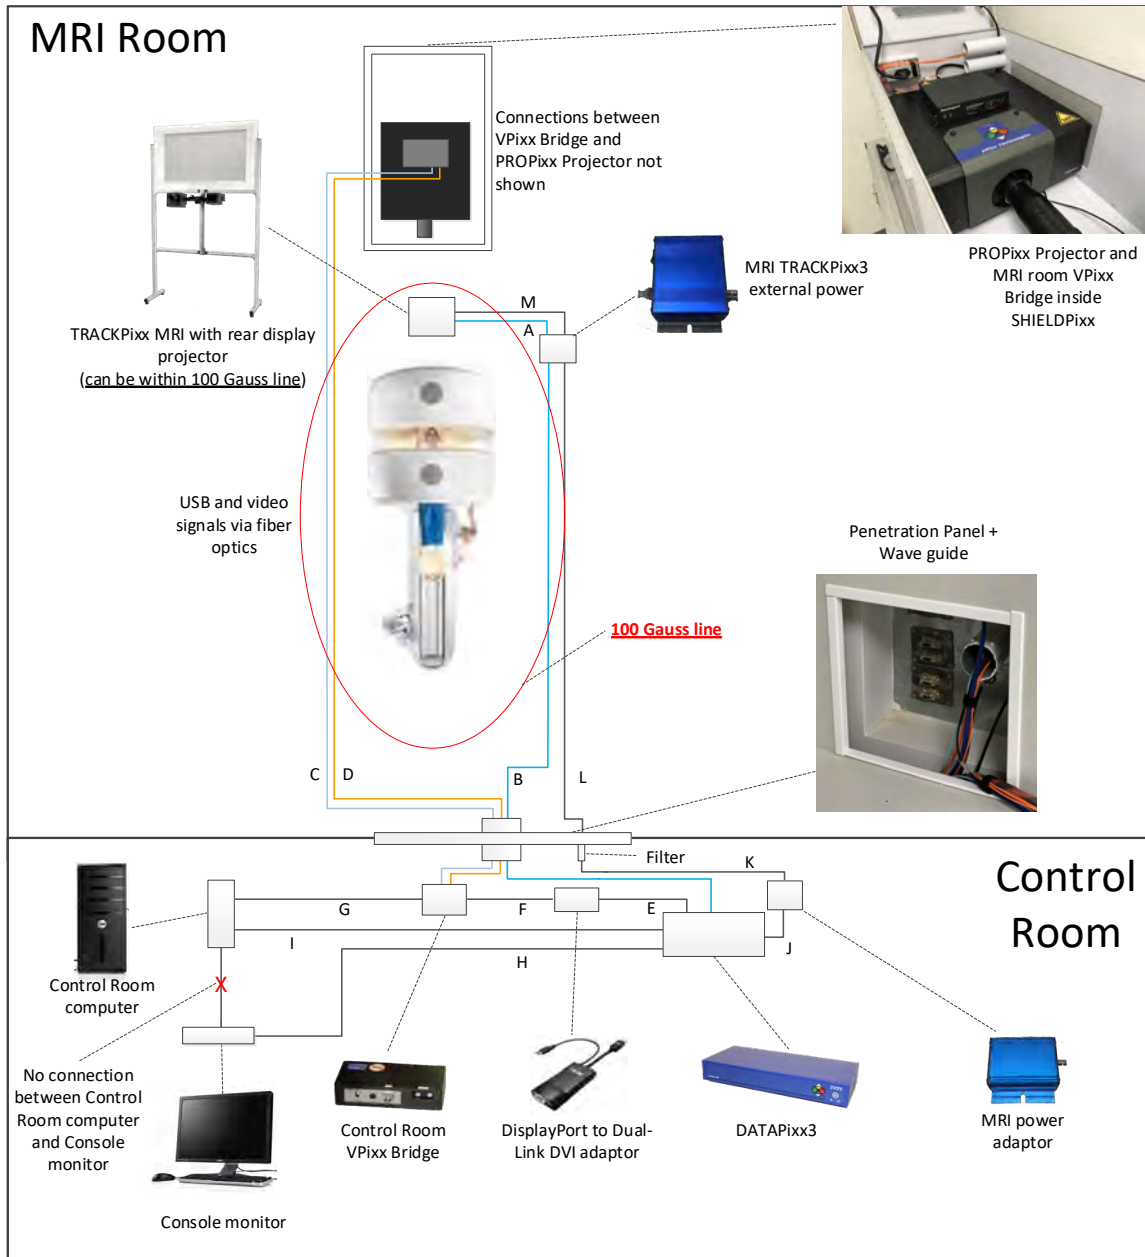 MRI Room
Connections between
VPixx Bridge and
PROPixx Projector not
shown
PROPixx Projector and
MRI room VPixx
Bridge inside
SHIELDPixx
MRI TRACKPixx3
external power
TRACKPixx MRI with rear display
projector
(can be within 100 Gauss line)
M
A
USB and video
signals via fiber
optics
Penetration Panel +
Wave guide
100 Gauss line
C
D
B
L
Filter
K
Control
Room
G
F
E
I
J
H
Control Room
computer
X
No connection
between Control
Room computer
and Console
monitor
Control Room
VPixx Bridge
DisplayPort to Dual-
Link DVI adaptor
DATAPixx3
MRI power
adaptor
Console monitor